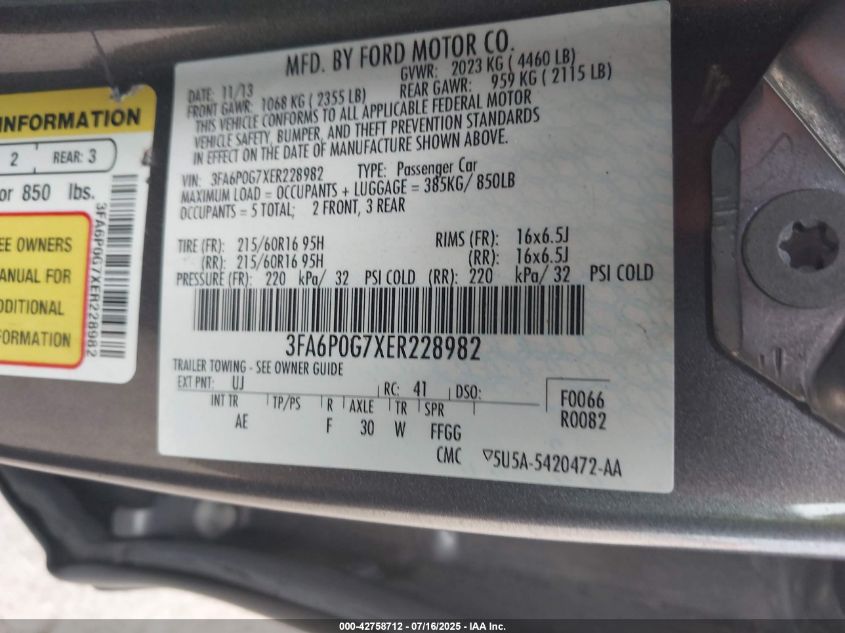 INFORMATION
2 REAR: 3
or 850 lbs.
EE OWNERS
ANUAL FOR
DDITIONAL
FORMATION
3FA6P0G7XER228982
MFD. BY FORD MOTOR CO.
DATE: 11/13 GVWR: 2023 KG ( 4460 LB)
FRONT GAWR: 1068 KG ( 2355 LB) REAR GAWR: 959 KG ( 2115 LB)
THIS VEHICLE CONFORMS TO ALL APPLICABLE FEDERAL MOTOR
VEHICLE SAFETY, BUMPER, AND THEFT PREVENTION STANDARDS
IN EFFECT ON THE DATE OF MANUFACTURE SHOWN ABOVE.
VIN: 3FA6P0G7XER228982 TYPE: Passenger Car
MAXIMUM LOAD = OCCUPANTS + LUGGAGE = 385KG/ 850LB
OCCUPANTS = 5 TOTAL; 2 FRONT, 3 REAR
TIRE (FR): 215/60R16 95H RIMS (FR): 16x6.5J
(RR): 215/60R16 95H (RR): 16x6.5J
PRESSURE (FR): 220 kPa/ 32 PSI COLD (RR): 220 kPa/ 32 PSI COLD
3FA6P0G7XER228982
TRAILER TOWING - SEE OWNER GUIDE
EXT PNT: UJ RC: 41 DSO: F0066
INT TR TP/PS R AXLE TR SPR R0082
AE F 30 W FFGG
CMC 5U5A-5420472-AA
000-42758712 - 07/16/2025 - IAA Inc.